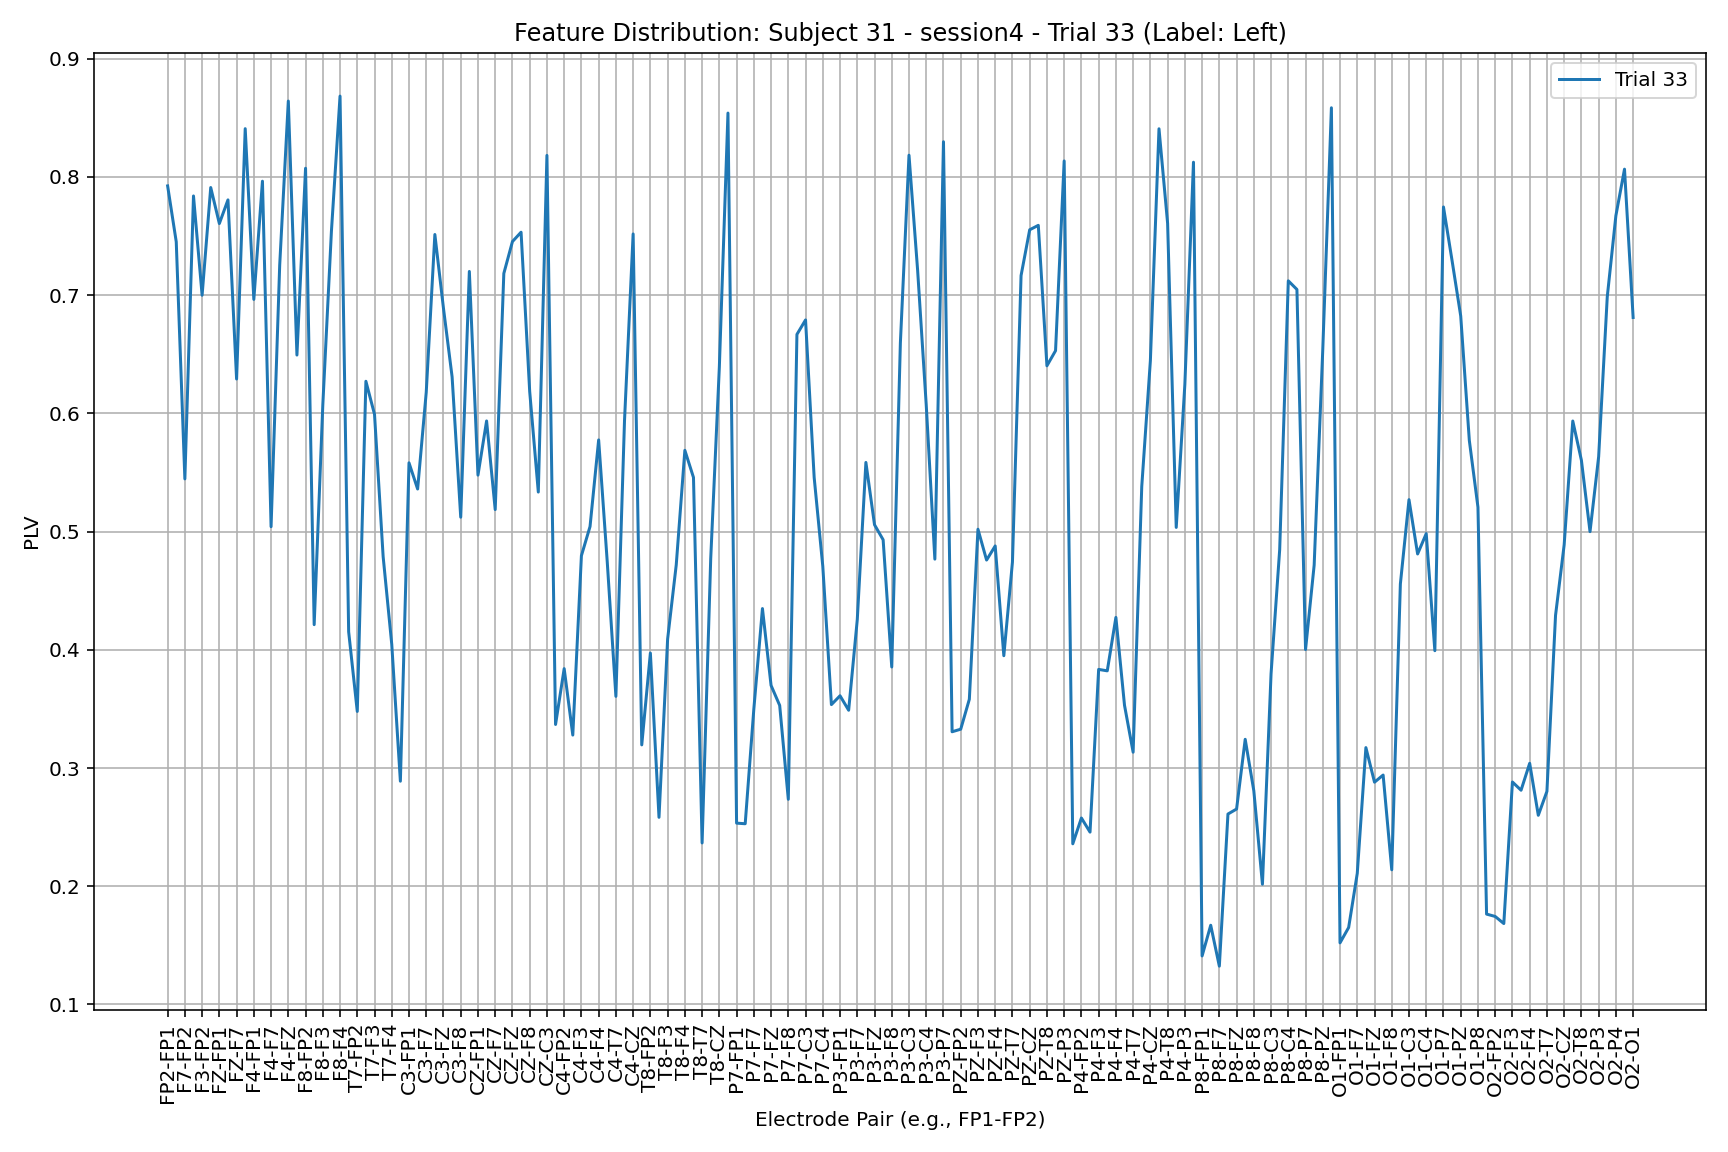 Feature Distribution: Subject 31 - session4 - Trial 33 (Label: Left)
Trial 33
0.9
0.8
0.7
0.6
0.5
0.4
0.3
0.2
0.1
PLV
FP2-FP1
F7-FP2
F3-FP2
FZ-FP1
FZ-F7
F4-FP1
F4-F7
F4-FZ
F8-FP2
F8-F3
F8-F4
T7-FP2
T7-F3
T7-F4
C3-FP1
C3-F7
C3-FZ
C3-F8
CZ-FP1
CZ-F7
CZ-FZ
CZ-F8
CZ-C3
C4-FP2
C4-F3
C4-F4
C4-T7
C4-CZ
T8-FP2
T8-F3
T8-F4
T8-T7
T8-CZ
P7-FP1
P7-F7
P7-FZ
P7-F8
P7-C3
P7-C4
P3-FP1
P3-F7
P3-FZ
P3-F8
P3-C3
P3-C4
P3-P7
PZ-FP2
PZ-F3
PZ-F4
PZ-T7
PZ-CZ
PZ-T8
PZ-P3
P4-FP2
P4-F3
P4-F4
P4-T7
P4-CZ
P4-T8
P4-P3
P8-FP1
P8-F7
P8-FZ
P8-F8
P8-C3
P8-C4
P8-P7
P8-PZ
O1-FP1
O1-F7
O1-FZ
O1-F8
O1-C3
O1-C4
O1-P7
O1-PZ
O1-P8
O2-FP2
O2-F3
O2-F4
O2-T7
O2-CZ
O2-T8
O2-P3
O2-P4
O2-O1
Electrode Pair (e.g., FP1-FP2)